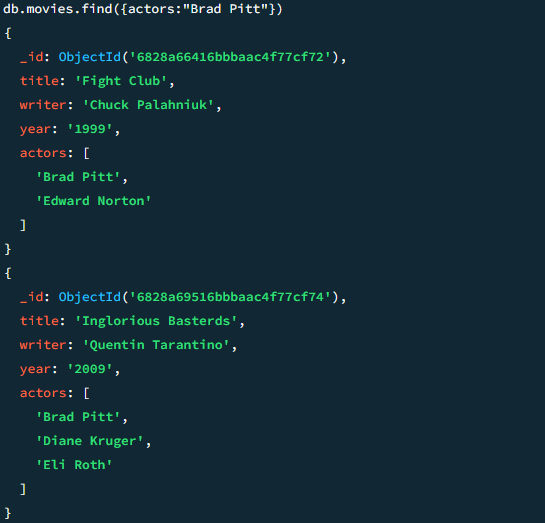 db.movies.find({actors:"Brad Pitt"})
{
  _id: ObjectId('6828a66416bbbaac4f77cf72'),
  title: 'Fight Club',
  writer: 'Chuck Palahniuk',
  year: '1999',
  actors: [
    'Brad Pitt',
    'Edward Norton'
  ]
}
{
  _id: ObjectId('6828a69516bbbaac4f77cf74'),
  title: 'Inglorious Basterds',
  writer: 'Quentin Tarantino',
  year: '2009',
  actors: [
    'Brad Pitt',
    'Diane Kruger',
    'Eli Roth'
  ]
}